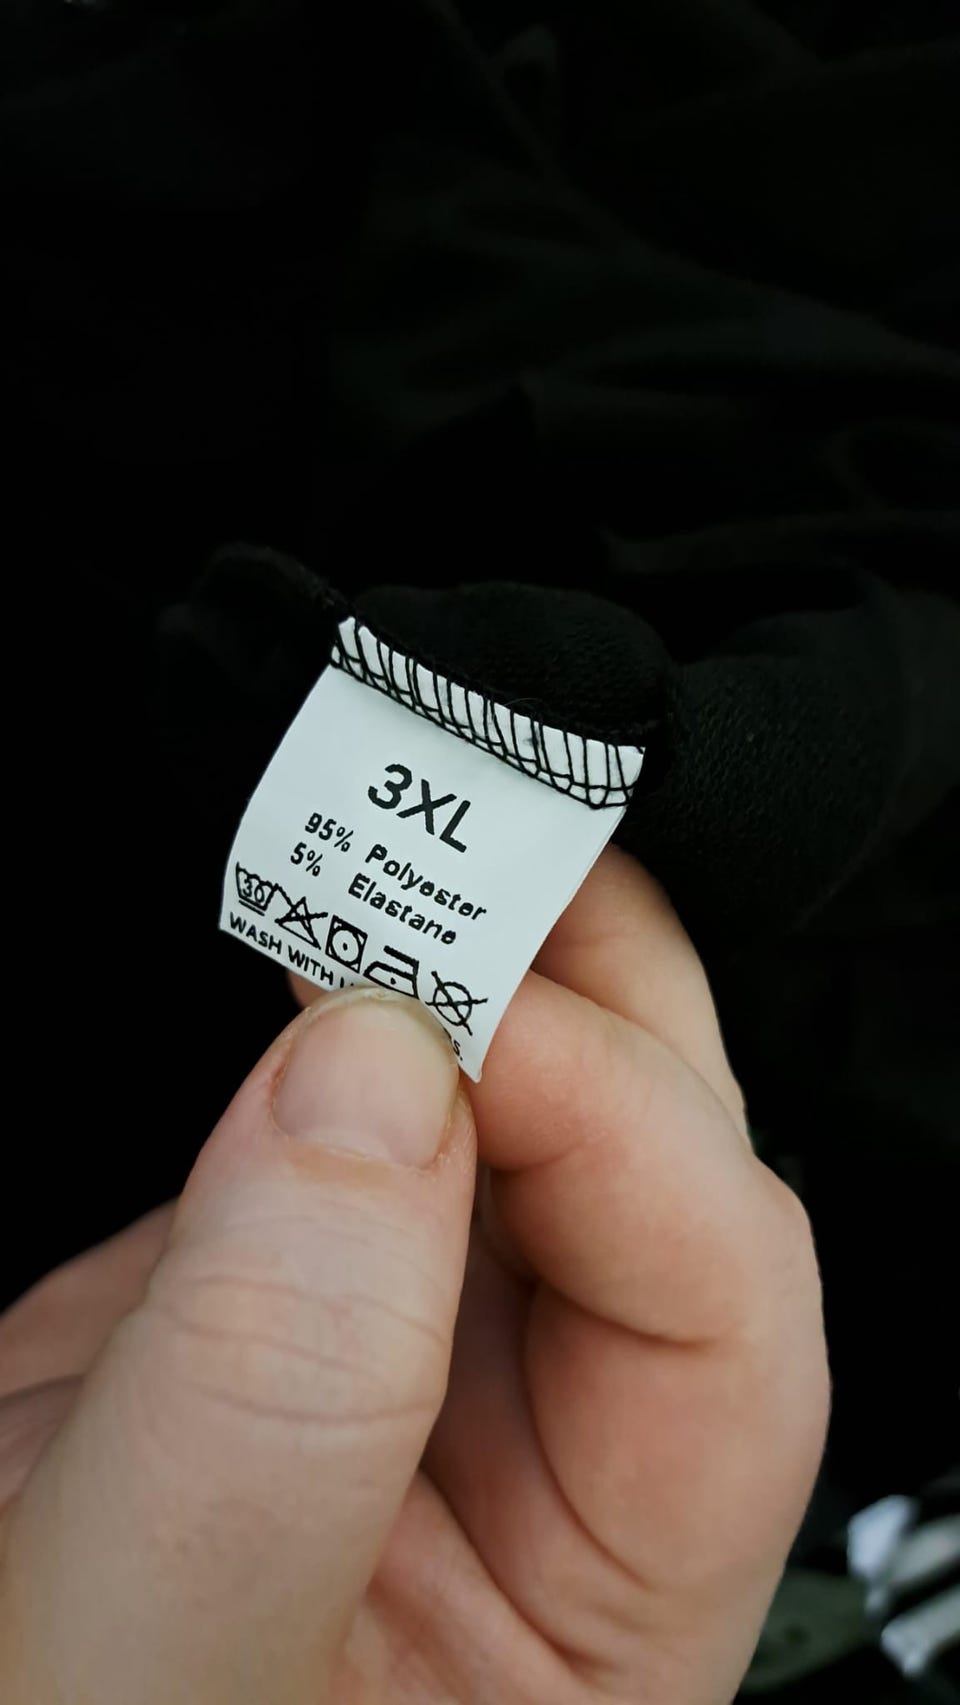 3XL
95% Polyester
5% Elastane
30
WASH WITH